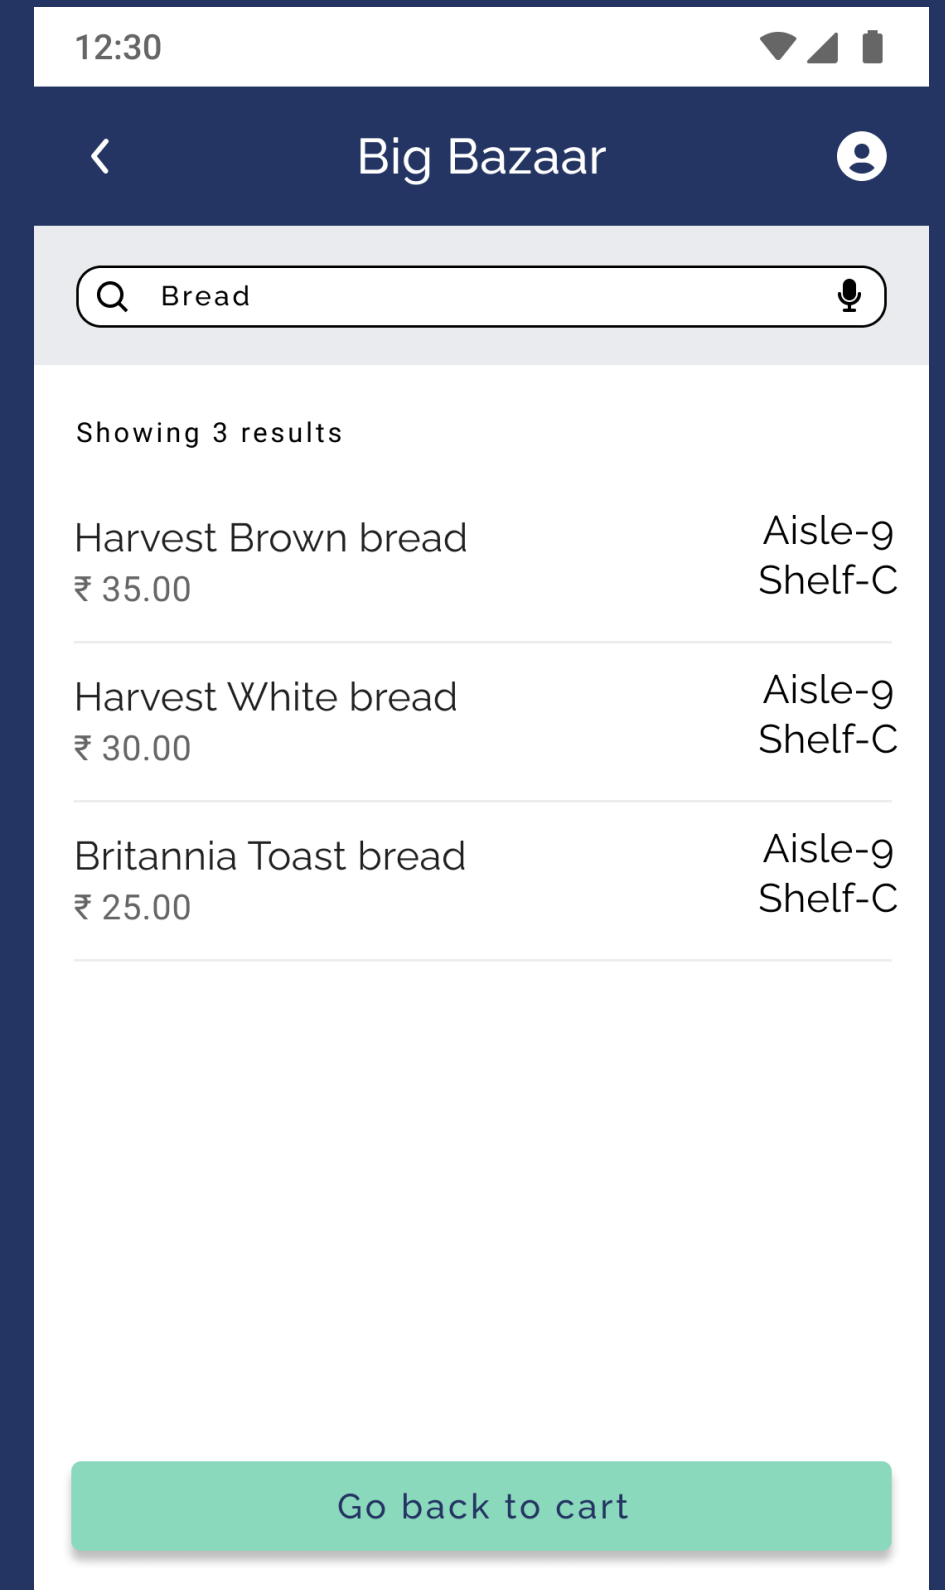 12:30
Big Bazaar
Bread
Showing 3 results
Harvest Brown bread
₹ 35.00
Aisle-9
Shelf-C
Harvest White bread
₹ 30.00
Aisle-9
Shelf-C
Britannia Toast bread
₹ 25.00
Aisle-9
Shelf-C
Go back to cart